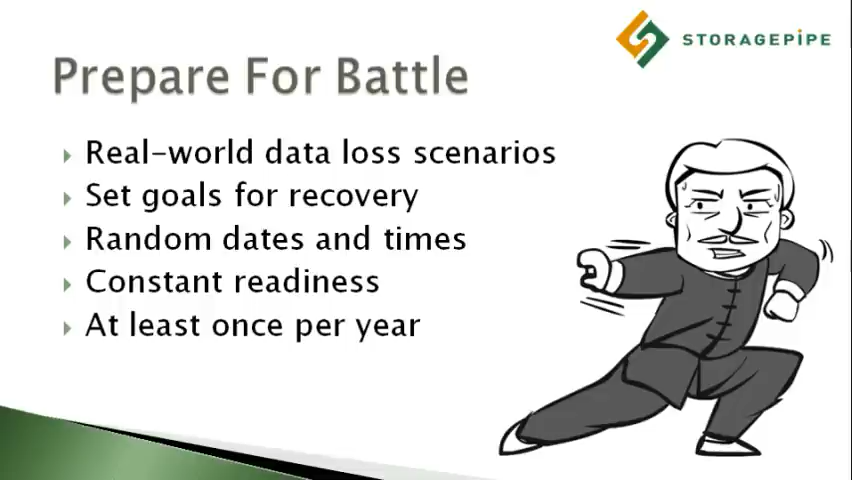 STORAGEPIPE
Prepare For Battle
Real-world data loss scenarios
Set goals for recovery
Random dates and times
Constant readiness
At least once per year